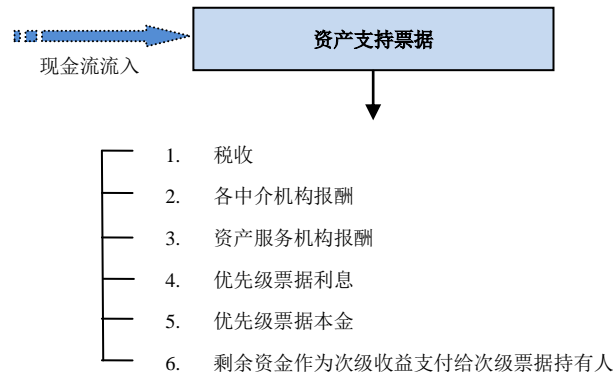 资产支持票据
现金流流入
1. 税收
2. 各中介机构报酬
3. 资产服务机构报酬
4. 优先级票据利息
5. 优先级票据本金
6. 剩余资金作为次级收益支付给次级票据持有人